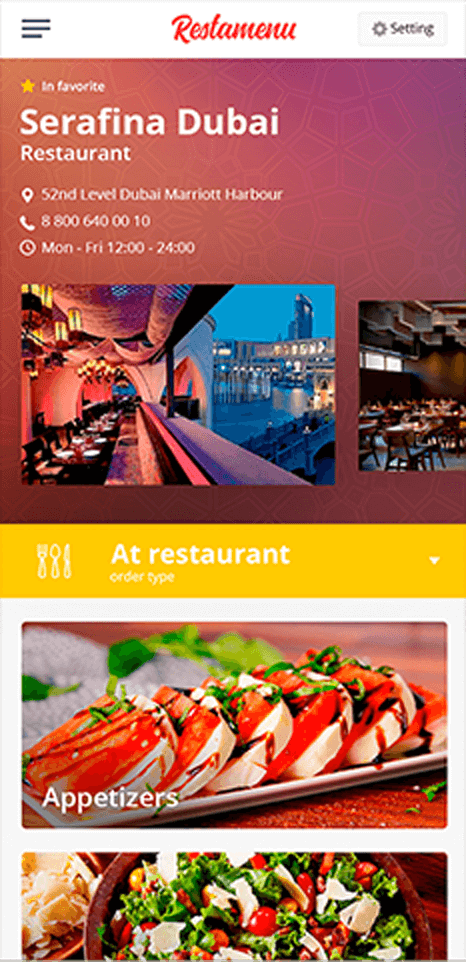 Restamenu
Setting
In favorite
Serafina Dubai
Restaurant
52nd Level Dubai Marriott Harbour
8 800 640 00 10
Mon - Fri 12:00 - 24:00
At restaurant
order type
Appetizers